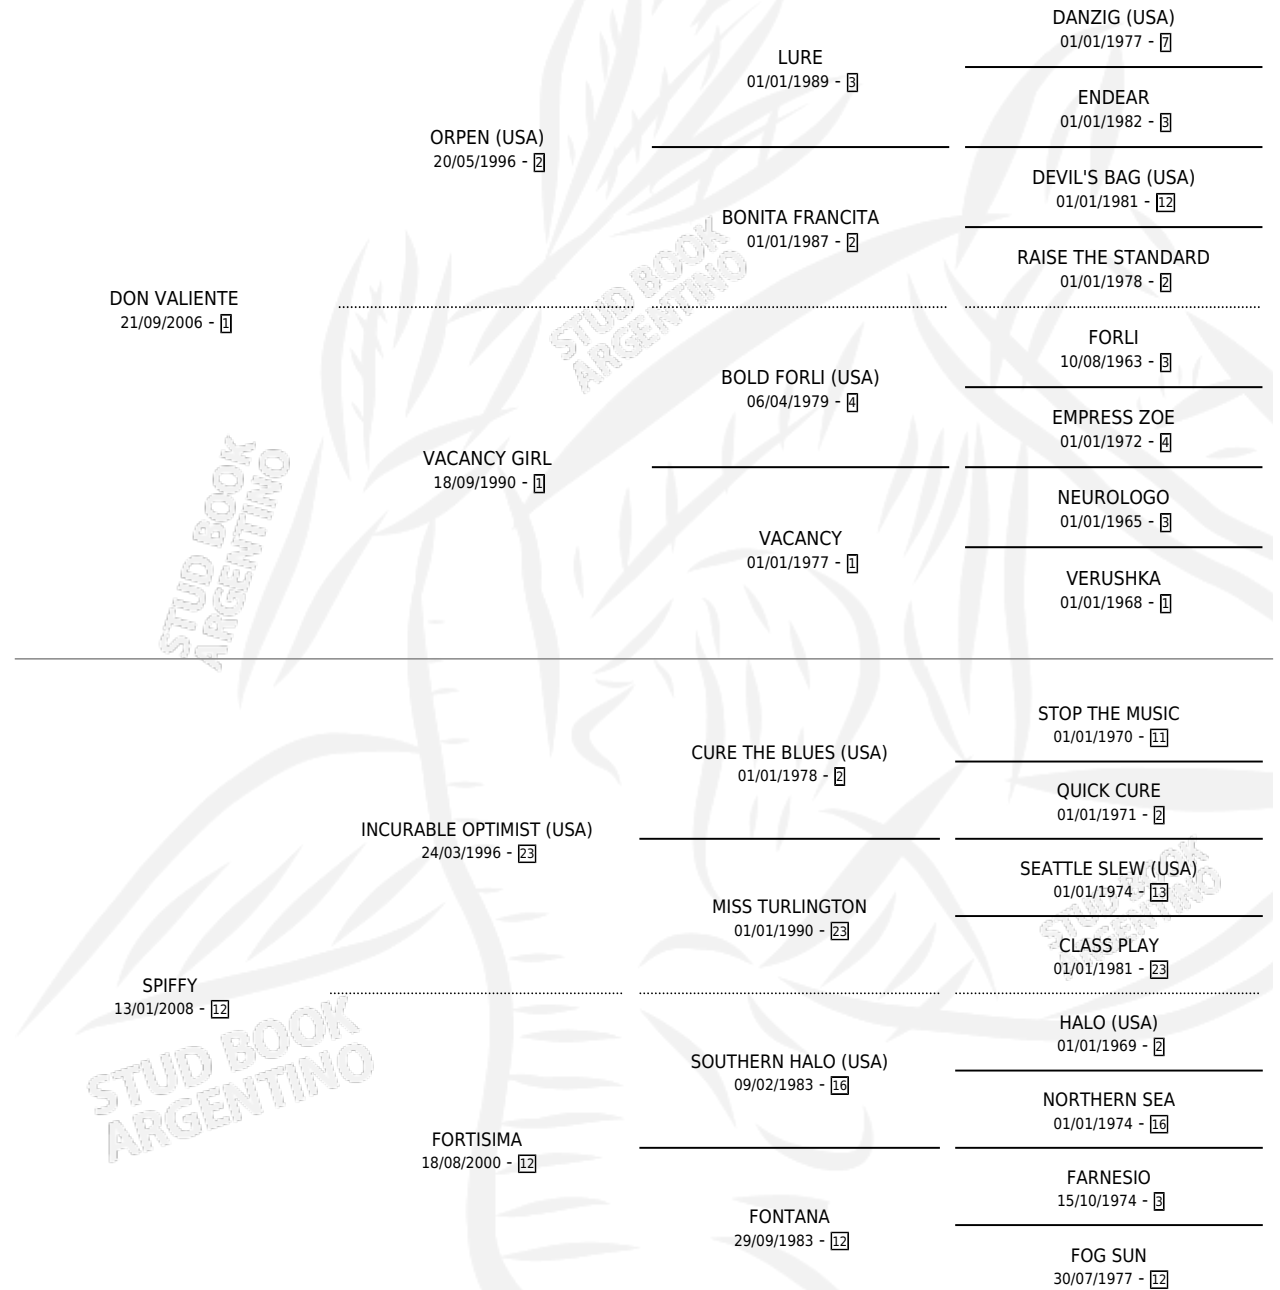 DANZIG (USA)
01/01/1977 - 7
LURE
01/01/1989 - 3
ENDEAR
01/01/1982 - 3
ORPEN (USA)
20/05/1996 - 2
DEVIL'S BAG (USA)
01/01/1981 - 12
BONITA FRANCITA
01/01/1987 - 2
RAISE THE STANDARD
01/01/1978 - 2
DON VALIENTE
21/09/2006 - 1
STUD BOOK
ARGENTINO
FORLI
10/08/1963 - 3
BOLD FORLI (USA)
06/04/1979 - 4
EMPRESS ZOE
01/01/1972 - 4
VACANCY GIRL
18/09/1990 - 1
NEUROLOGO
01/01/1965 - 3
VACANCY
01/01/1977 - 1
VERUSHKA
01/01/1968 - 1
STUD BOOK
ARGENTINO
STOP THE MUSIC
01/01/1970 - 11
CURE THE BLUES (USA)
01/01/1978 - 2
QUICK CURE
01/01/1971 - 2
INCURABLE OPTIMIST (USA)
24/03/1996 - 23
SEATTLE SLEW (USA)
01/01/1974 - 13
MISS TURLINGTON
01/01/1990 - 23
STUD BOOK
ARGENTINO
CLASS PLAY
01/01/1981 - 23
SPIFFY
13/01/2008 - 12
STUD BOOK
ARGENTINO
HALO (USA)
01/01/1969 - 2
SOUTHERN HALO (USA)
09/02/1983 - 16
NORTHERN SEA
01/01/1974 - 16
FORTISIMA
18/08/2000 - 12
FARNESIO
15/10/1974 - 3
FONTANA
29/09/1983 - 12
FOG SUN
30/07/1977 - 12